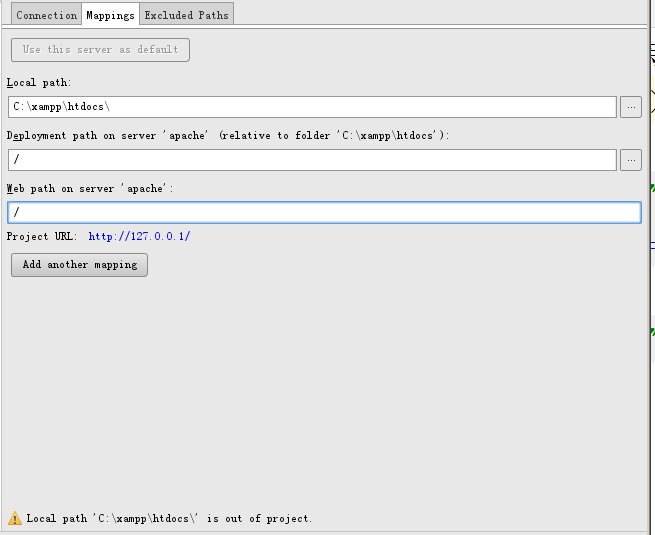 Connection Mappings Excluded Paths
Use this server as default
Local path:
C:\xampp\htdocs\
...
Deployment path on server 'apache' (relative to folder 'C:\xampp\htdocs'):
/
...
Web path on server 'apache':
/
Project URL: http://127.0.0.1/
Add another mapping
Local path 'C:\xampp\htdocs\' is out of project.